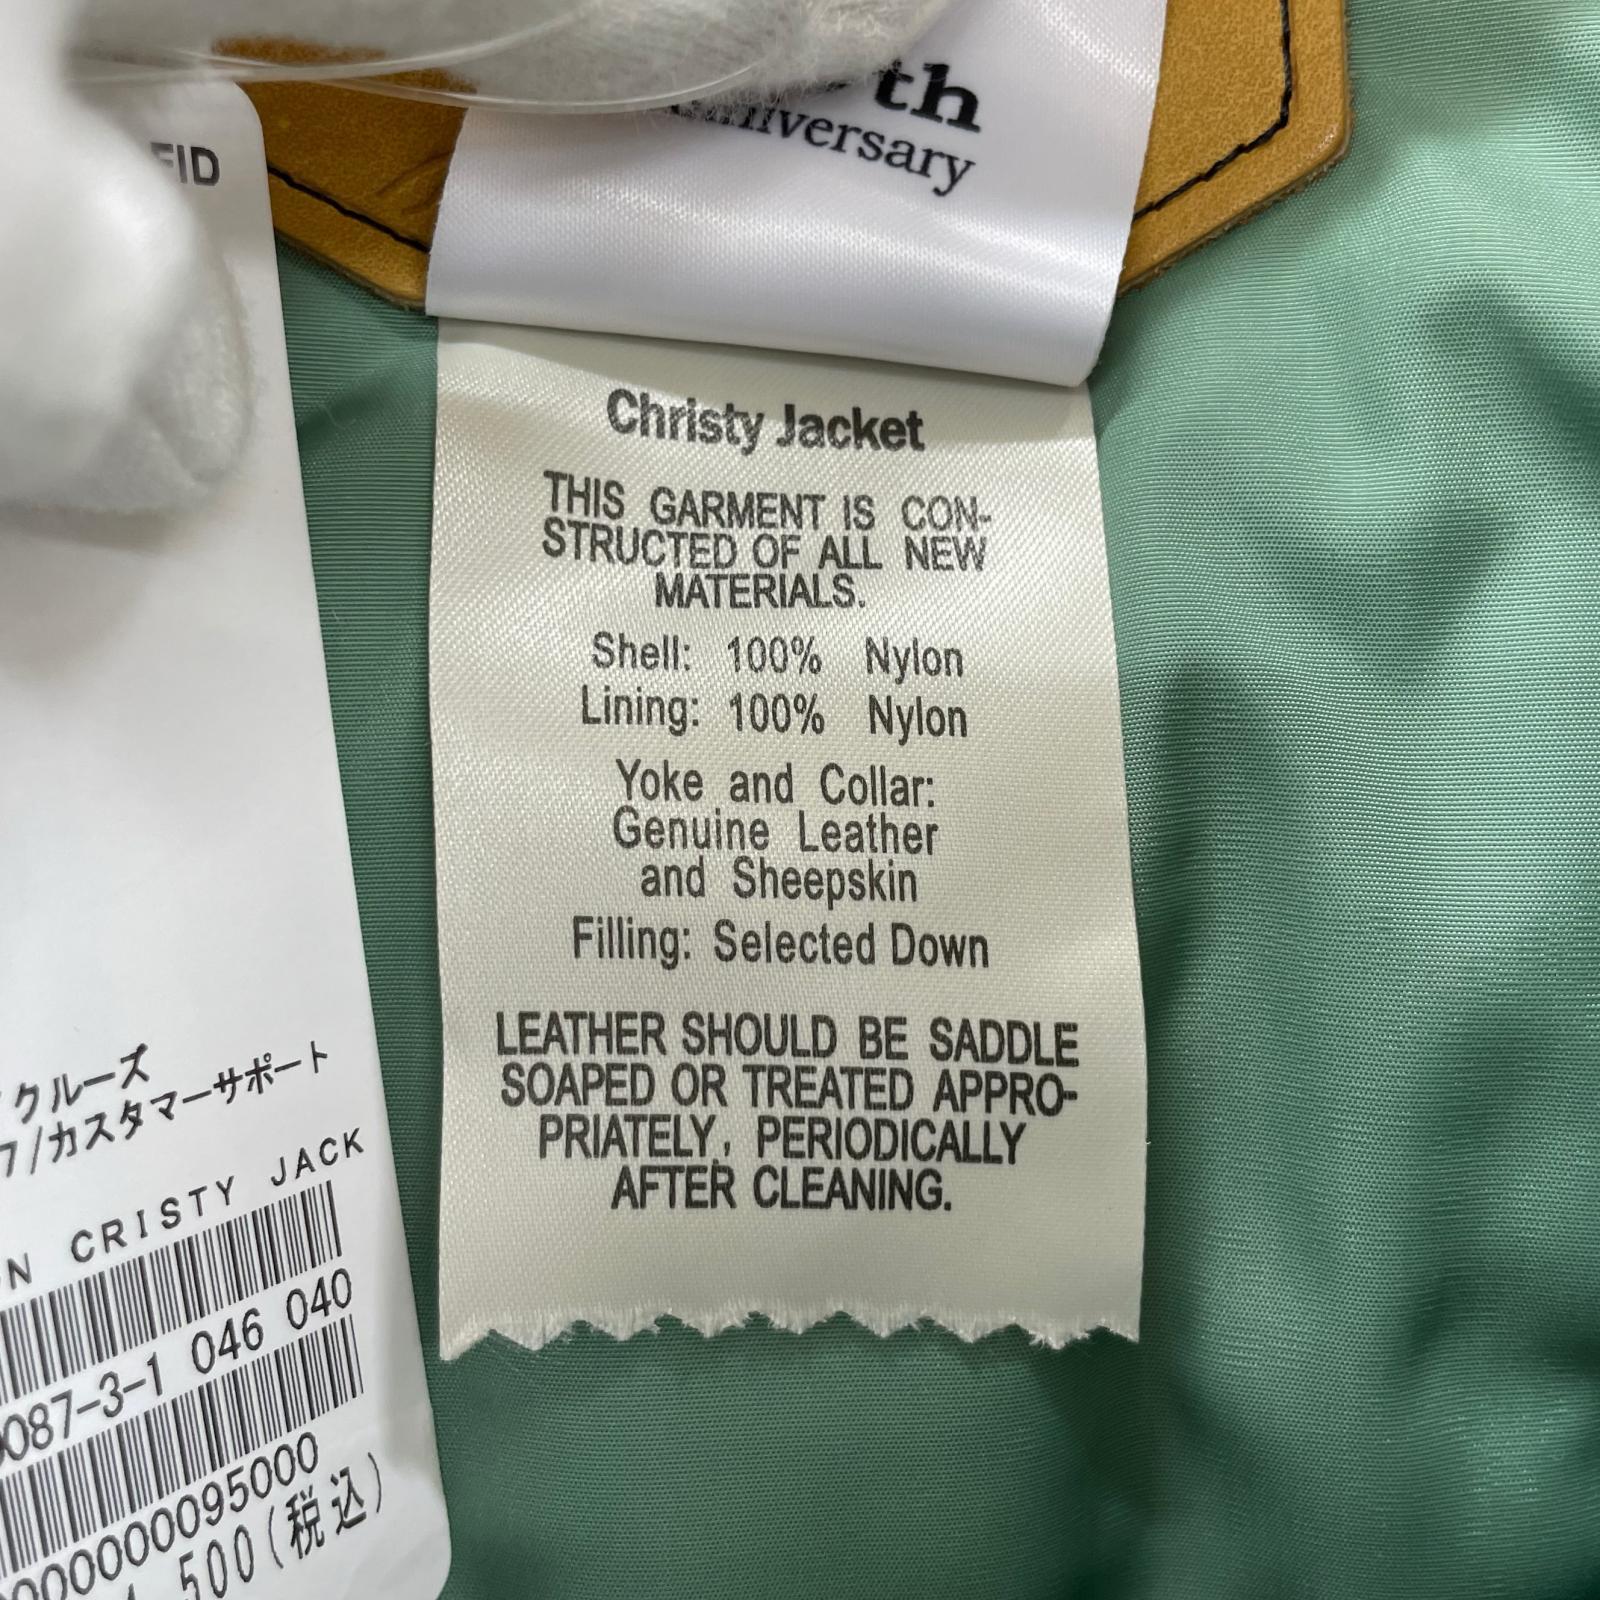 th
nniversary
Christy Jacket
THIS GARMENT IS CON-
STRUCTED OF ALL NEW
MATERIALS.
Shell: 100% Nylon
Lining: 100% Nylon
Yoke and Collar:
Genuine Leather
and Sheepskin
Filling: Selected Down
LEATHER SHOULD BE SADDLE
SOAPED OR TREATED APPRO-
PRIATELY, PERIODICALLY
AFTER CLEANING.
FID
クルーズ
フ/カスタマーサポート
N CRISTY JACK
087-3-1 046 040
0000000095000
500(税込)